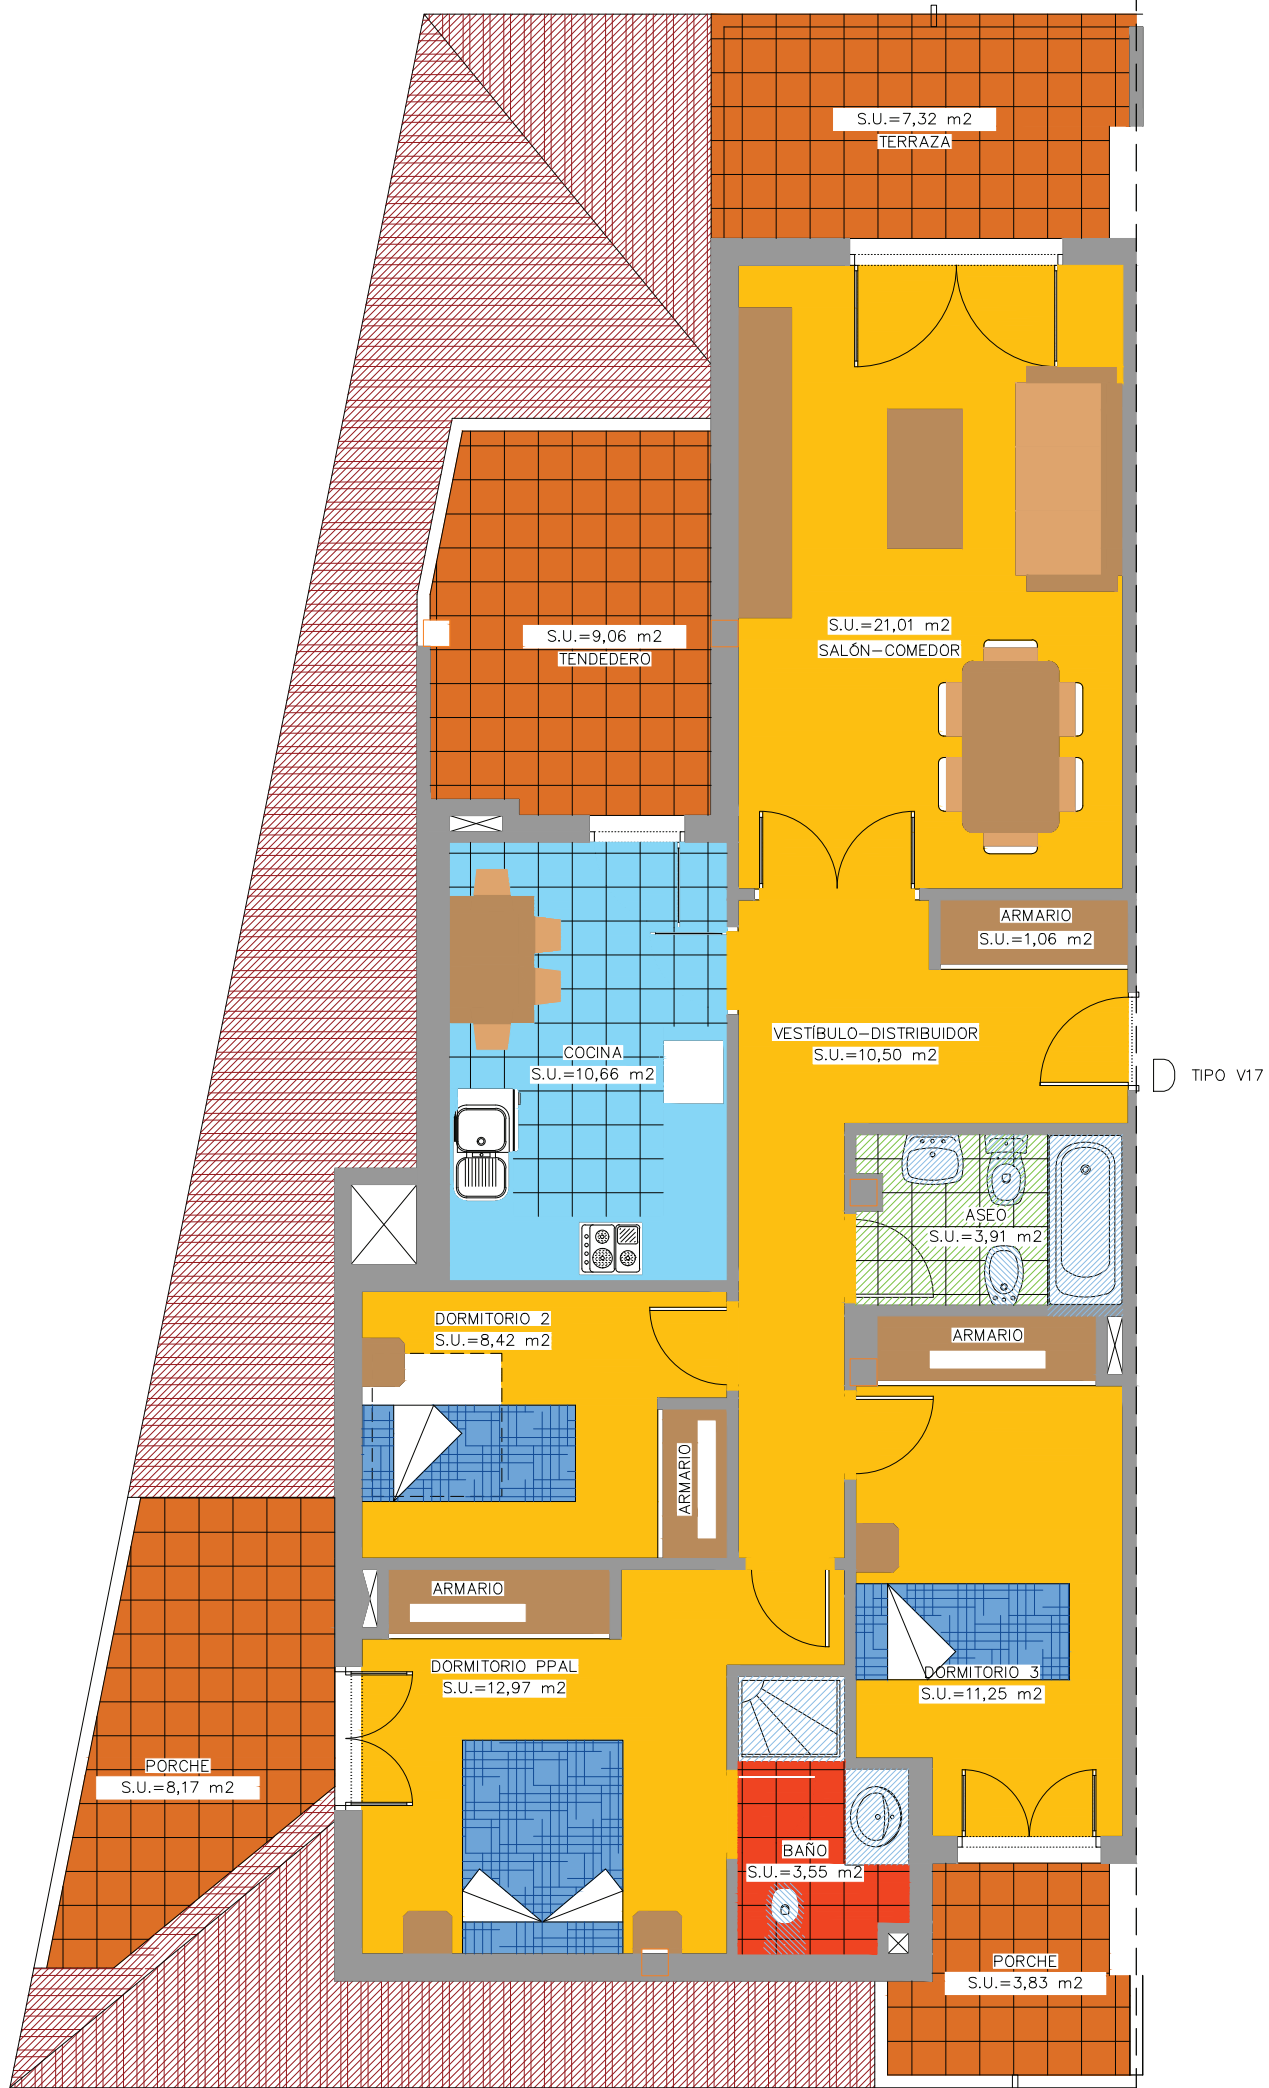 S.U.=7,32 m2
TERRAZA
S.U.=21,01 m2
SALÓN-COMEDOR
S.U.=9,06 m2
TENDEDERO
ARMARIO
S.U.=1,06 m2
VESTÍBULO-DISTRIBUIDOR
S.U.=10,50 m2
COCINA
S.U.=10,66 m2
D TIPO V17
ASEO
S.U.=3,91 m2
DORMITORIO 2
S.U.=8,42 m2
ARMARIO
ARMARIO
ARMARIO
DORMITORIO PPAL
S.U.=12,97 m2
DORMITORIO 3
S.U.=11,25 m2
PORCHE
S.U.=8,17 m2
BAÑO
S.U.=3,55 m2
PORCHE
S.U.=3,83 m2